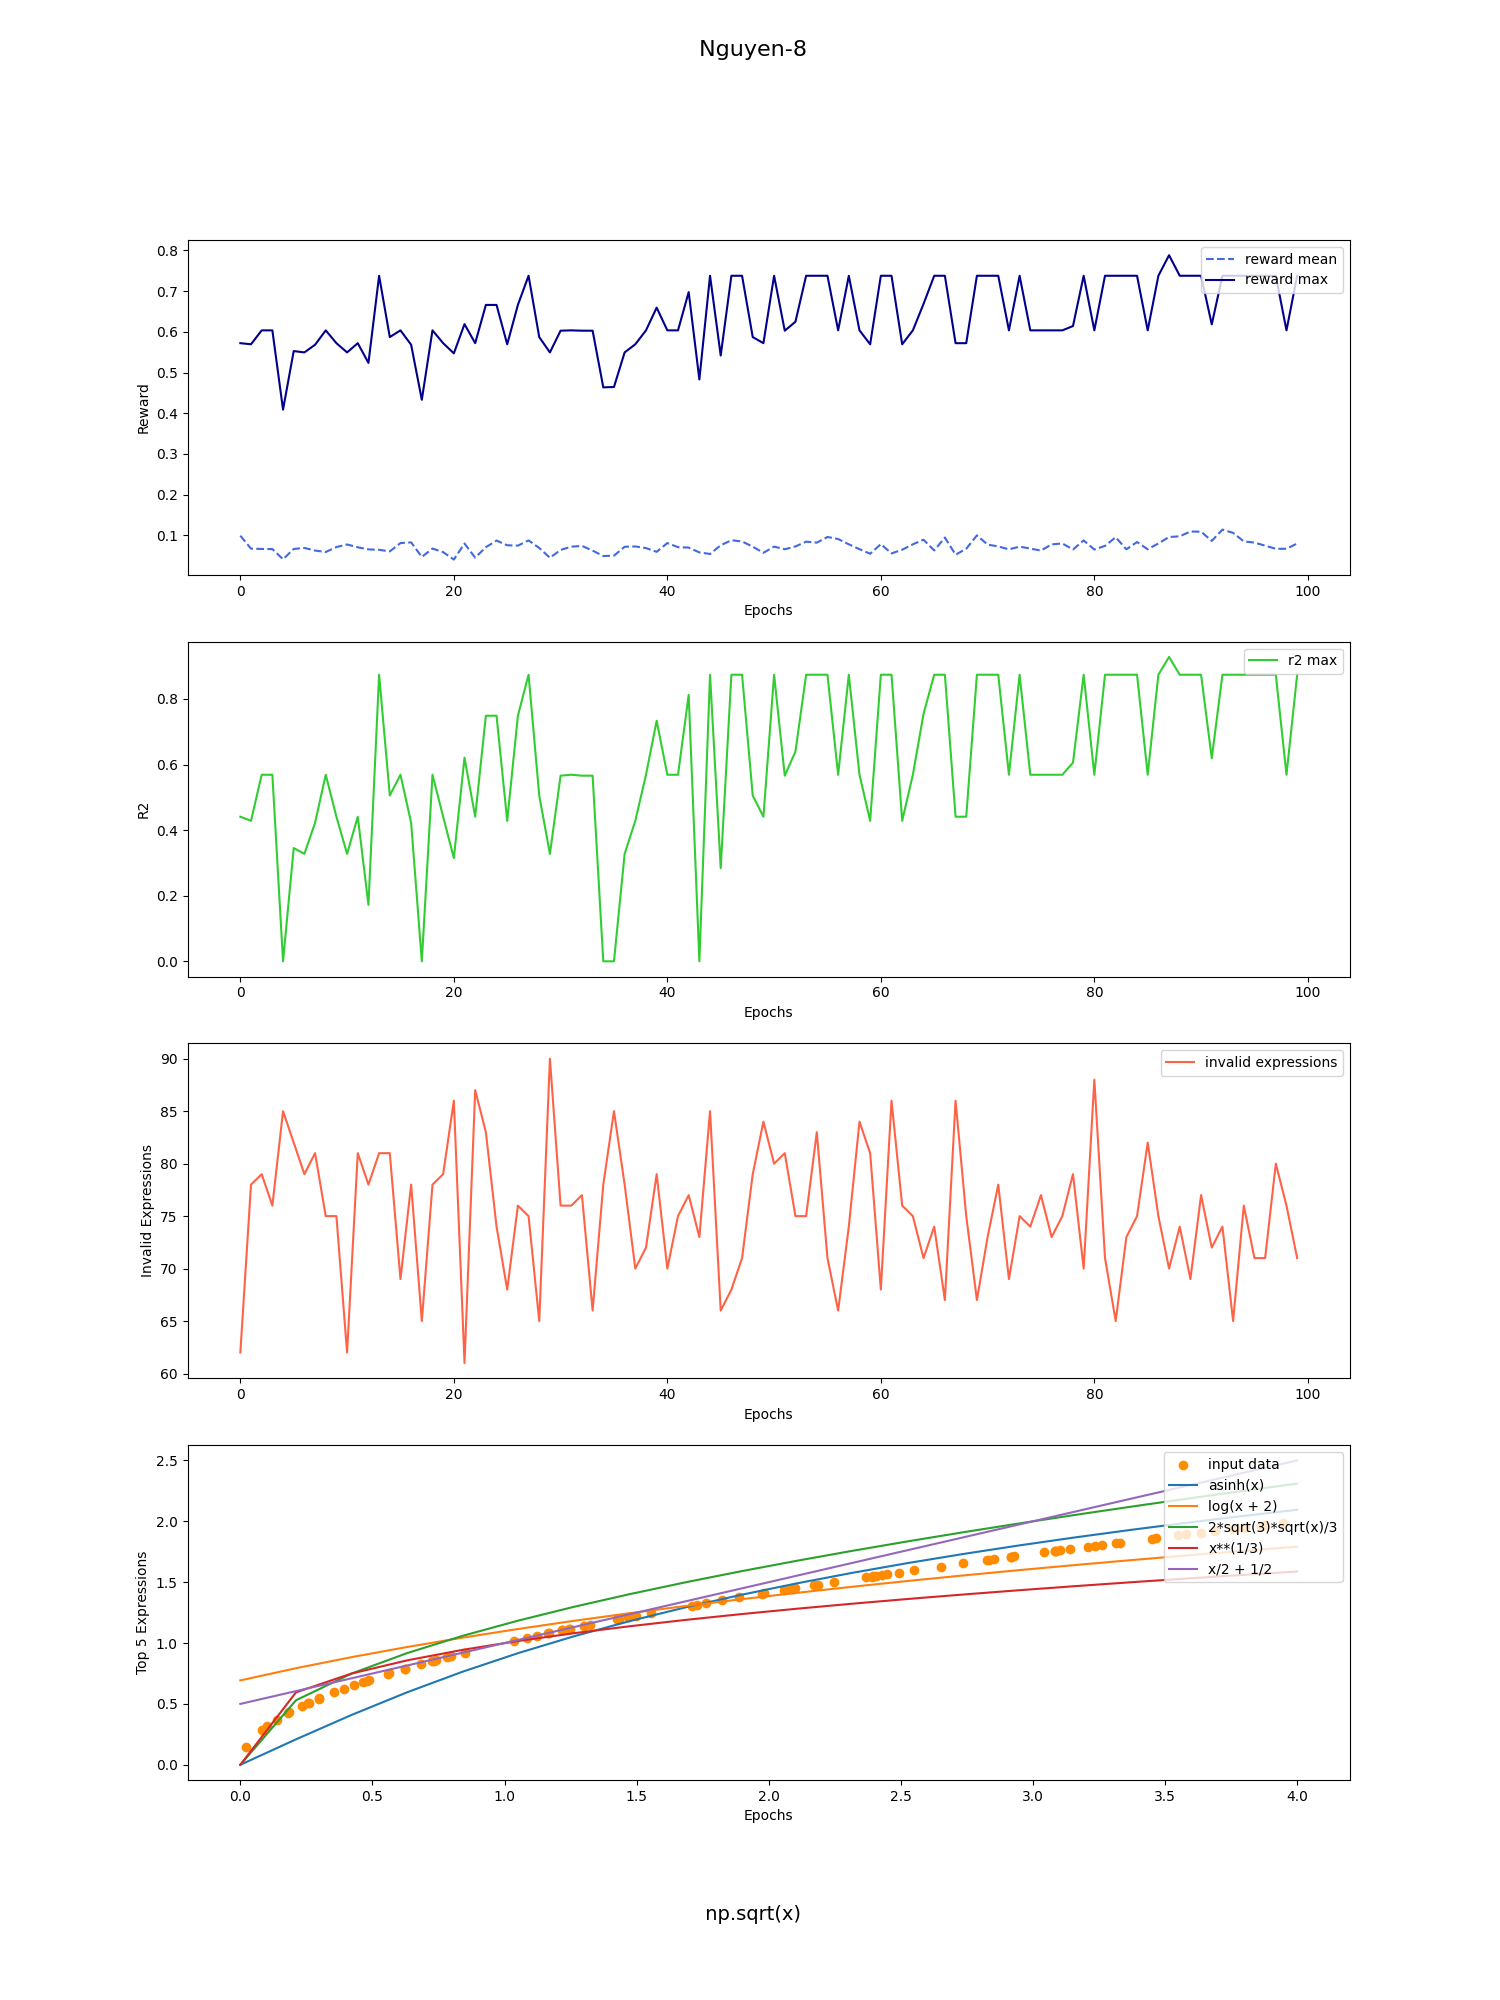 Nguyen-8
0.8
0.7
0.6
0.5
0.4
0.3
0.2
0.1
Reward
reward mean
reward max
0 20 40 60 80 100
Epochs
0.8
0.6
0.4
0.2
0.0
R2
r2 max
0 20 40 60 80 100
Epochs
90
85
80
75
70
65
60
Invalid Expressions
invalid expressions
0 20 40 60 80 100
Epochs
2.5
2.0
1.5
1.0
0.5
0.0
Top 5 Expressions
input data
asinh(x)
log(x + 2)
2*sqrt(3)*sqrt(x)/3
x**(1/3)
x/2 + 1/2
0.0 0.5 1.0 1.5 2.0 2.5 3.0 3.5 4.0
Epochs
np.sqrt(x)